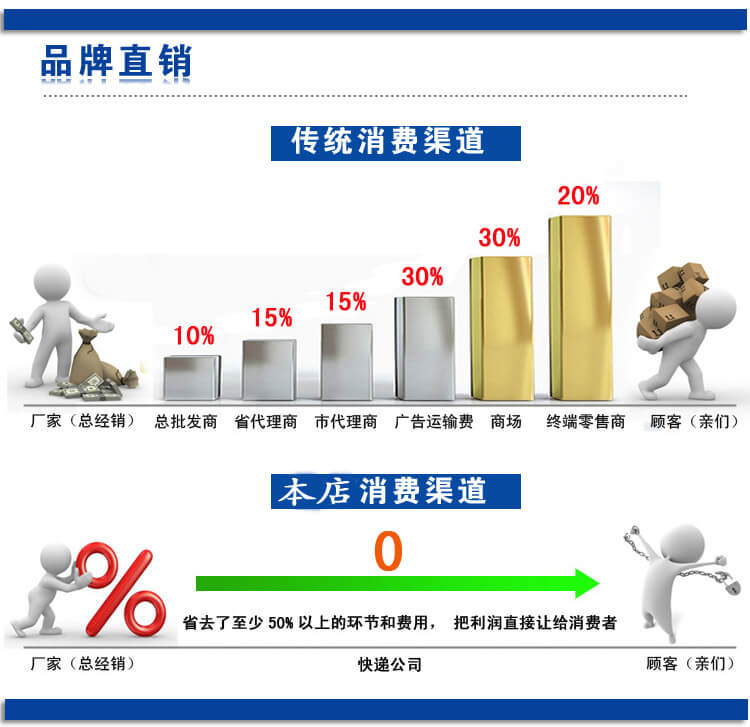 品牌直销
传统消费渠道
20%
30%
30%
15%
15%
10%
厂家（总经销） 总批发商 省代理商 市代理商 广告运输费 商场 终端零售商 顾客（亲们）
本店消费渠道
0
省去了至少50%以上的环节和费用， 把利润直接让给消费者
厂家（总经销） 快递公司 顾客（亲们）